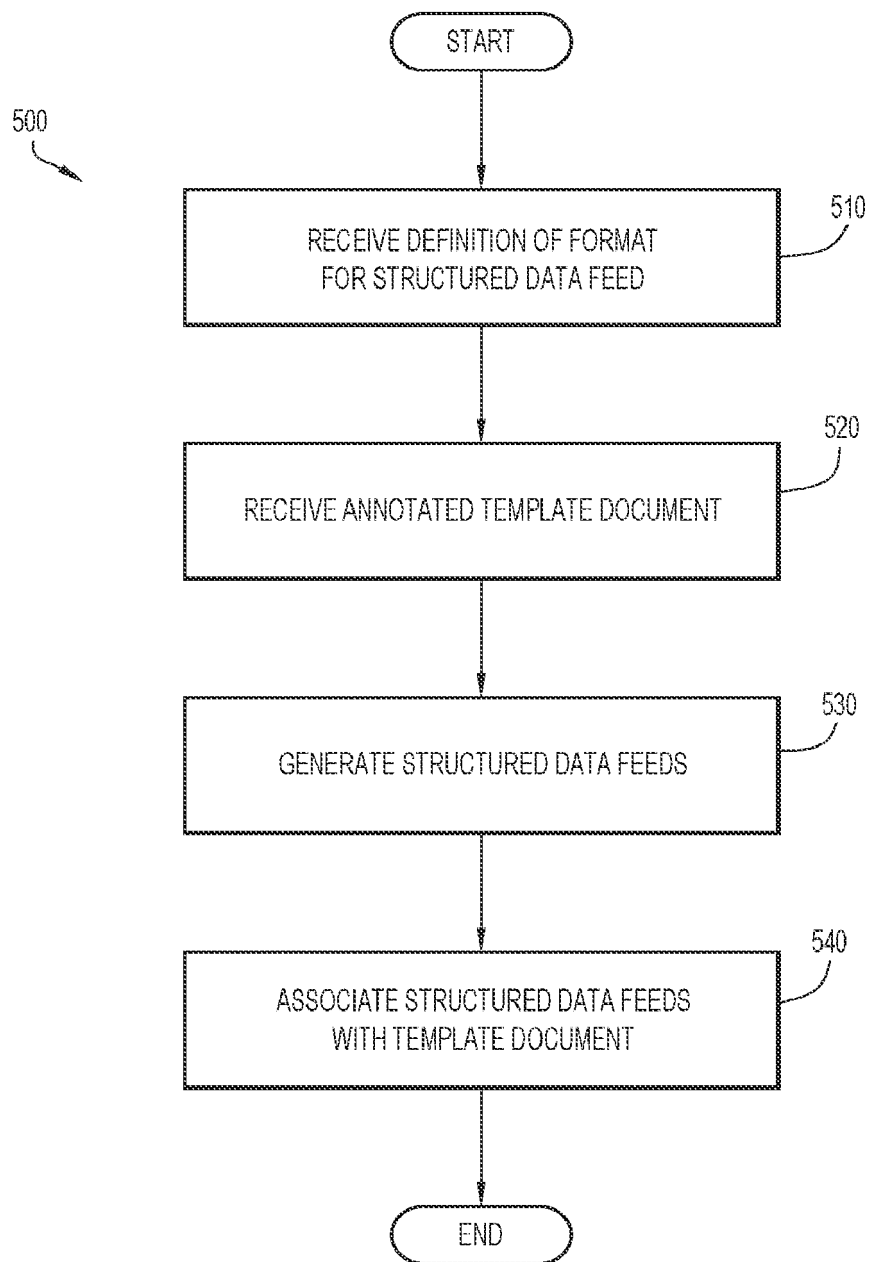 START
500
510
RECEIVE DEFINITION OF FORMAT
FOR STRUCTURED DATA FEED
520
RECEIVE ANNOTATED TEMPLATE DOCUMENT
530
GENERATE STRUCTURED DATA FEEDS
540
ASSOCIATE STRUCTURED DATA FEEDS
WITH TEMPLATE DOCUMENT
END